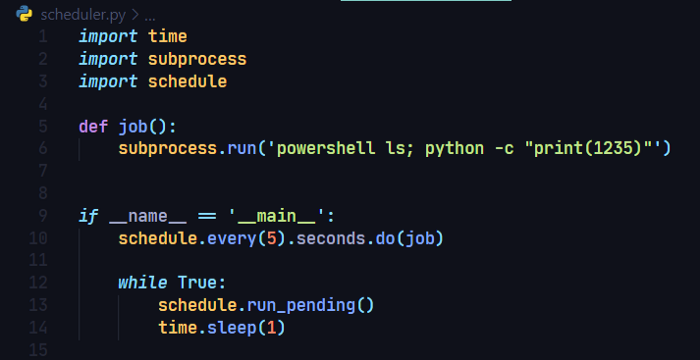 scheduler.py > ...
1 import time
2 import subprocess
3 import schedule
4
5 def job():
6     subprocess.run('powershell ls; python -c "print(1235)"')
7
8
9 if __name__ == '__main__':
10     schedule.every(5).seconds.do(job)
11
12     while True:
13         schedule.run_pending()
14         time.sleep(1)
15